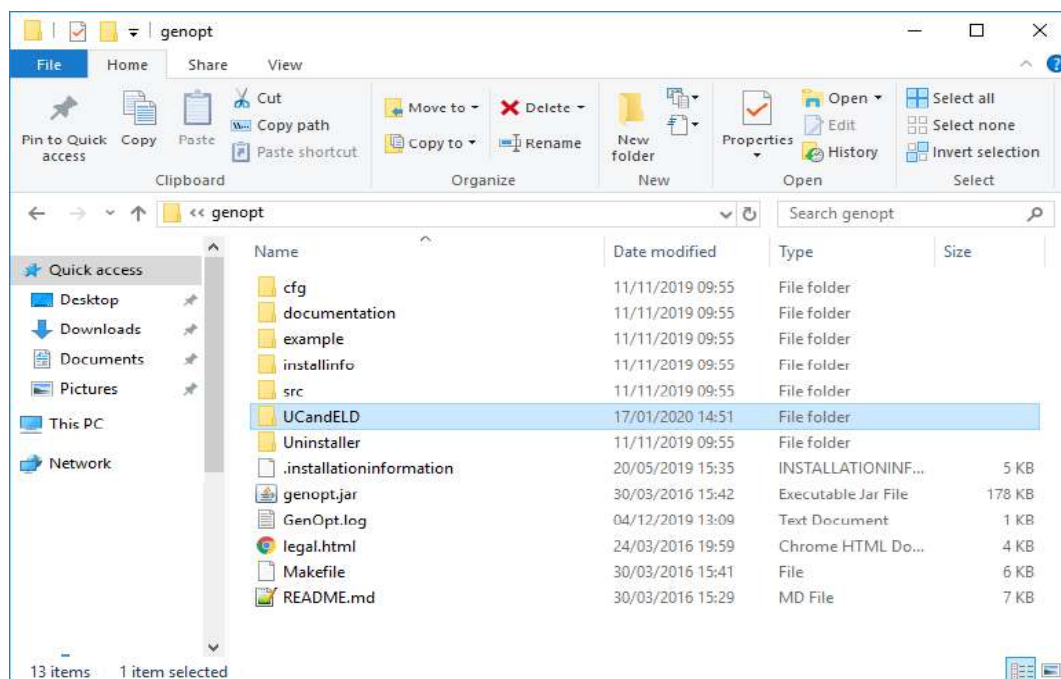 genopt
File Home Share View
Pin to Quick access
Copy
Paste
Cut
Copy path
Paste shortcut
Clipboard
Move to
Copy to
Delete
Rename
Organize
New folder
New
Properties
Open
Edit
History
Open
Select all
Select none
Invert selection
Select
« genopt
Search genopt
Quick access
Desktop
Downloads
Documents
Pictures
This PC
Network
Name Date modified Type Size
cfg 11/11/2019 09:55 File folder
documentation 11/11/2019 09:55 File folder
example 11/11/2019 09:55 File folder
installinfo 11/11/2019 09:55 File folder
src 11/11/2019 09:55 File folder
UCandELD 17/01/2020 14:51 File folder
Uninstaller 11/11/2019 09:55 File folder
.installationinformation 20/05/2019 15:35 INSTALLATIONINF... 5 KB
genopt.jar 30/03/2016 15:42 Executable Jar File 178 KB
GenOpt.log 04/12/2019 13:09 Text Document 1 KB
legal.html 24/03/2016 19:59 Chrome HTML Do... 4 KB
Makefile 30/03/2016 15:41 File 6 KB
README.md 30/03/2016 15:29 MD File 7 KB
13 items 1 item selected